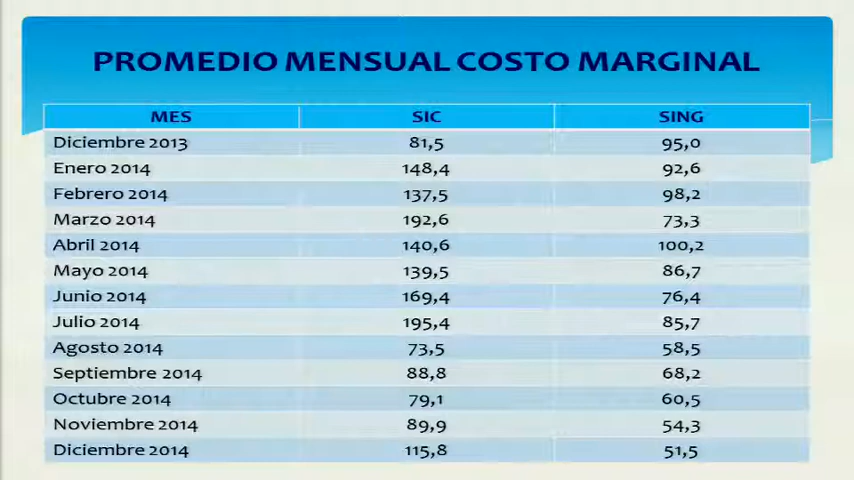 PROMEDIO MENSUAL COSTO MARGINAL
MES SIC SING
Diciembre 2013 81,5 95,0
Enero 2014 148,4 92,6
Febrero 2014 137,5 98,2
Marzo 2014 192,6 73,3
Abril 2014 140,6 100,2
Mayo 2014 139,5 86,7
Junio 2014 169,4 76,4
Julio 2014 195,4 85,7
Agosto 2014 73,5 58,5
Septiembre 2014 88,8 68,2
Octubre 2014 79,1 60,5
Noviembre 2014 89,9 54,3
Diciembre 2014 115,8 51,5